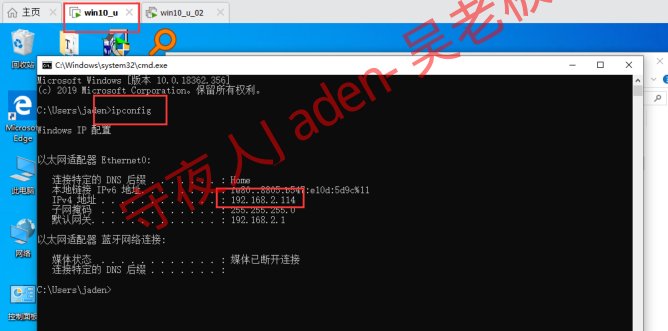 主页
win10_u
win10_u_02
回收站
C:\Windows\system32\cmd.exe
Microsoft Windows [版本 10.0.18362.356]
(c) 2019 Microsoft Corporation。保留所有权利。
C:\Users\jaden>ipconfig
Windows IP 配置
以太网适配器 Ethernet0:
连接特定的 DNS 后缀 . . . . . . . : Home
本地链接 IPv6 地址. . . . . . . . : fe80::8805:b547:e10d:5d9c%11
IPv4 地址 . . . . . . . . . . . . : 192.168.2.114
子网掩码 . . . . . . . . . . . . : 255.255.255.0
默认网关. . . . . . . . . . . . . : 192.168.2.1
以太网适配器 蓝牙网络连接:
媒体状态 . . . . . . . . . . . . : 媒体已断开连接
连接特定的 DNS 后缀 . . . . . . . :
C:\Users\jaden>
Microsoft
Edge
此电脑
网络
控制面板
守夜人Jaden-吴老板